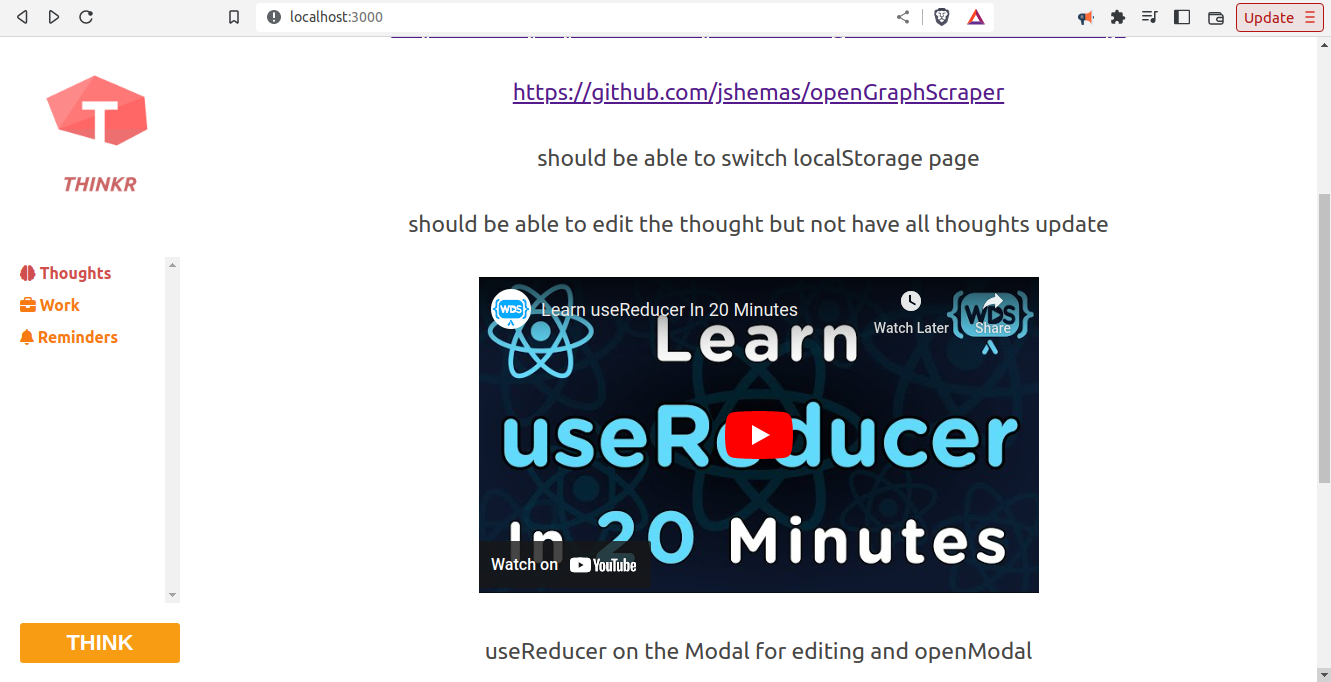 localhost:3000
Update
T
THINKR
https://github.com/jshemas/openGraphScraper
should be able to switch localStorage page
should be able to edit the thought but not have all thoughts update
Thoughts
Work
Reminders
WDS
Learn useReducer In 20 Minutes
Watch Later
Share
{WDS}
Learn
useReducer
In 20 Minutes
Watch on YouTube
THINK
useReducer on the Modal for editing and openModal